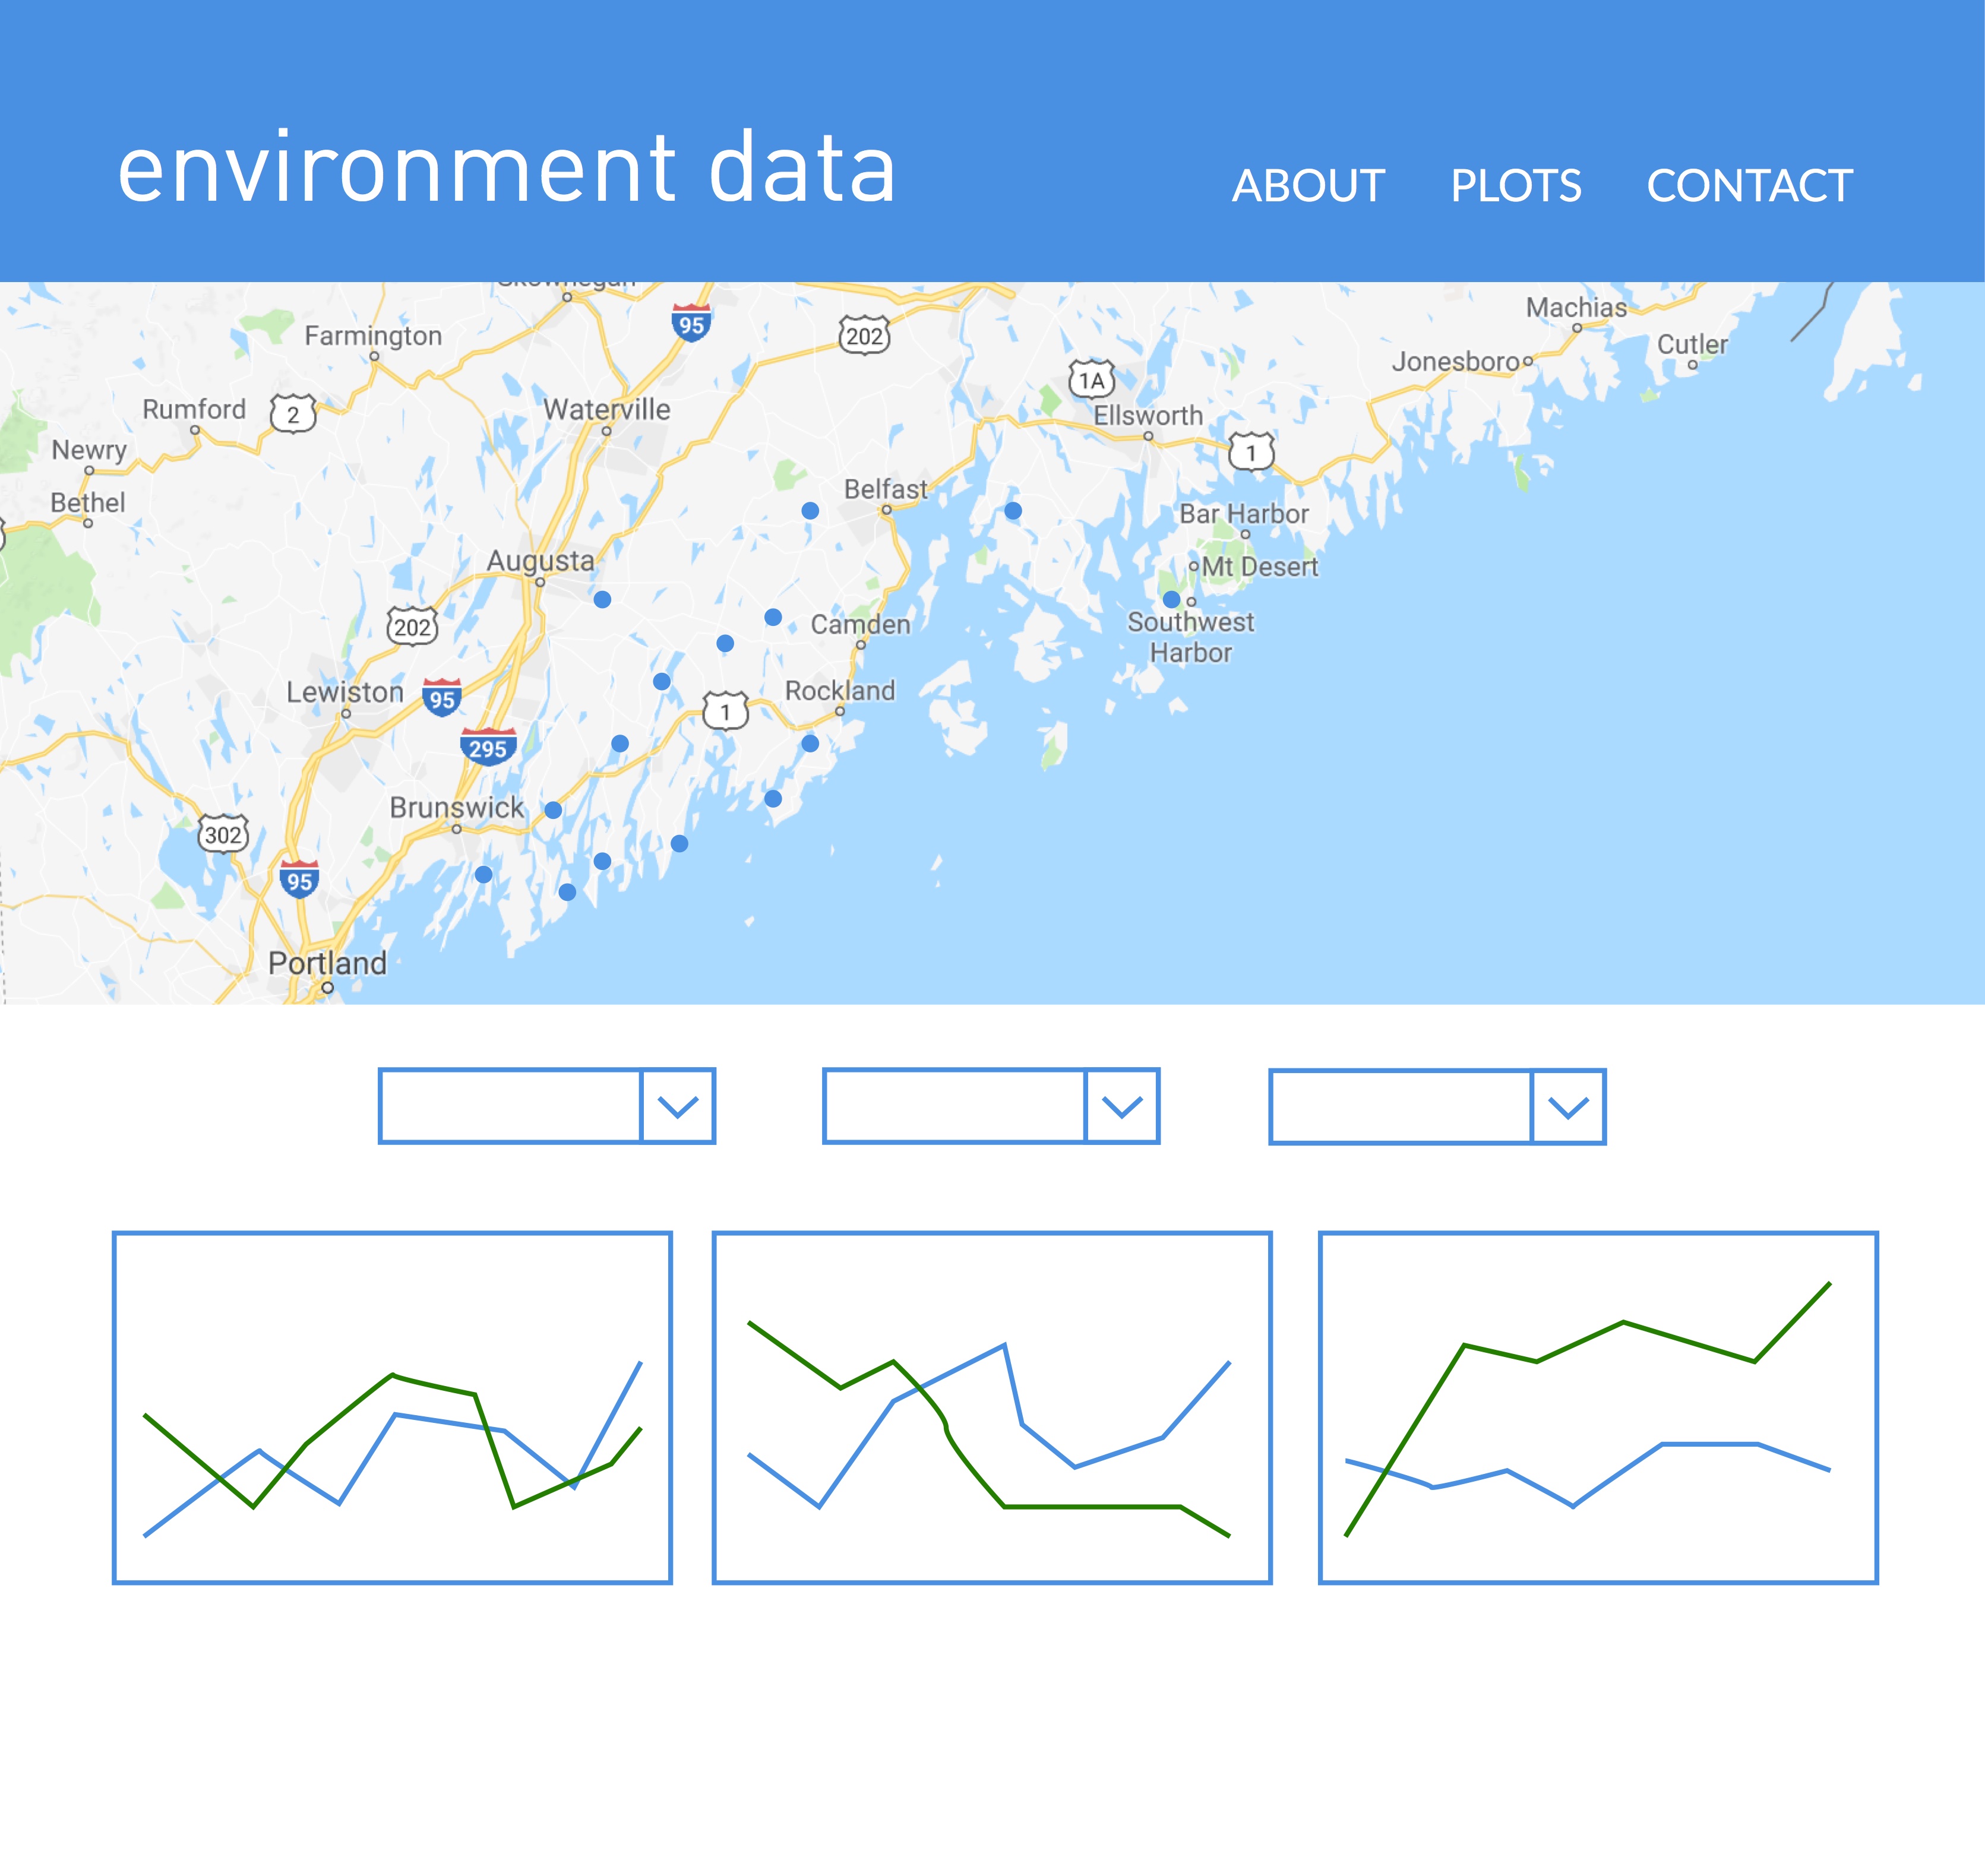 environment data
ABOUT PLOTS CONTACT
Skowhegan
95
202
Machias
Farmington
Cutler
Jonesboro
1A
Rumford
2
Waterville
Ellsworth
Newry
1
Belfast
Bethel
Bar Harbor
Augusta
Mt Desert
202
Camden
Southwest
Harbor
Lewiston
95
Rockland
1
295
Brunswick
302
95
Portland